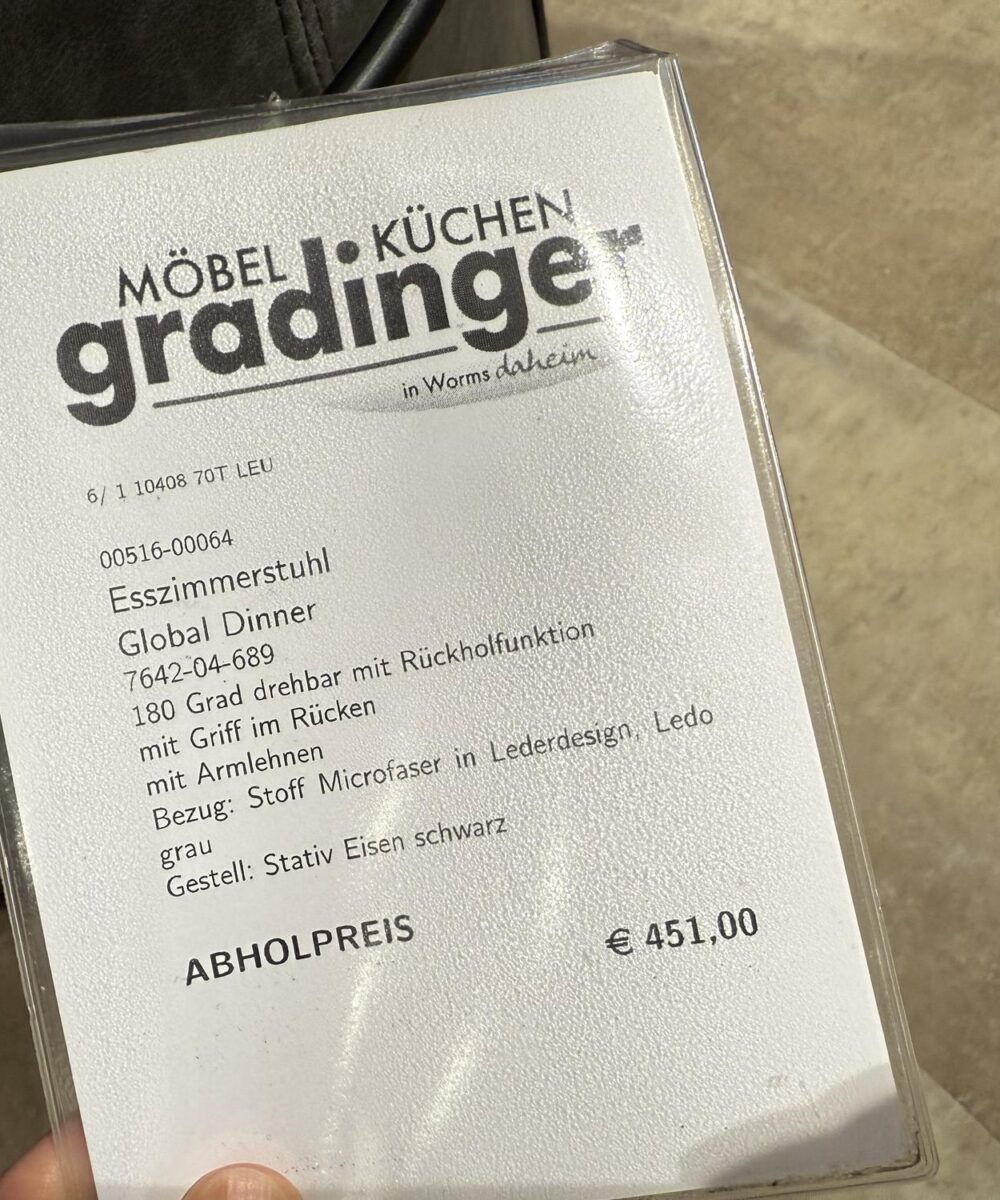 MÖBEL KÜCHEN
gradinger
in Worms daheim
6/ 1 10408 70T LEU
00516-00064
Esszimmerstuhl
Global Dinner
7642-04-689
180 Grad drehbar mit Rückholfunktion
mit Griff im Rücken
mit Armlehnen
Bezug: Stoff Microfaser in Lederdesign, Ledo
grau
Gestell: Stativ Eisen schwarz
ABHOLPREIS € 451,00